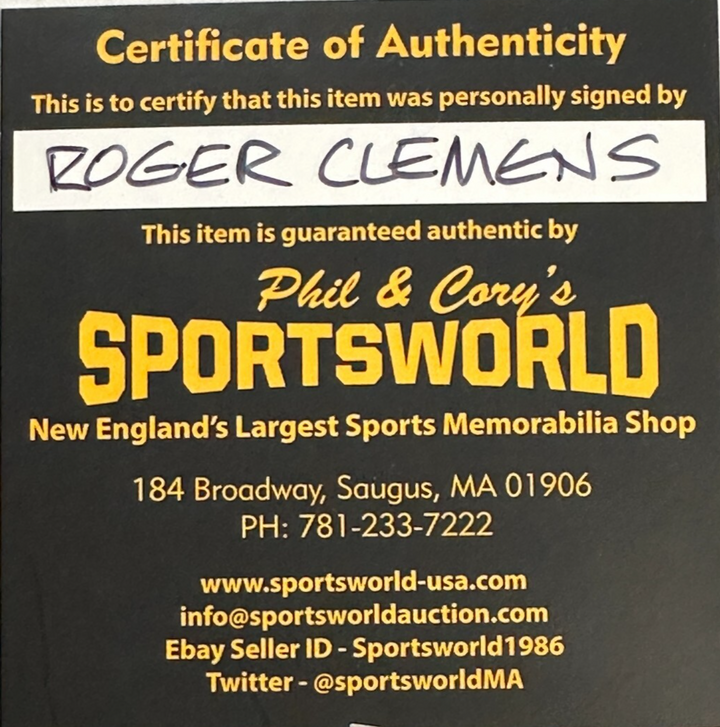 Certificate of Authenticity
This is to certify that this item was personally signed by
ROGER CLEMENS
This item is guaranteed authentic by
Phil & Cory's
SPORTSWORLD
New England's Largest Sports Memorabilia Shop
184 Broadway, Saugus, MA 01906
PH: 781-233-7222
www.sportsworld-usa.com
info@sportsworldauction.com
Ebay Seller ID - Sportsworld1986
Twitter - @sportsworldMA